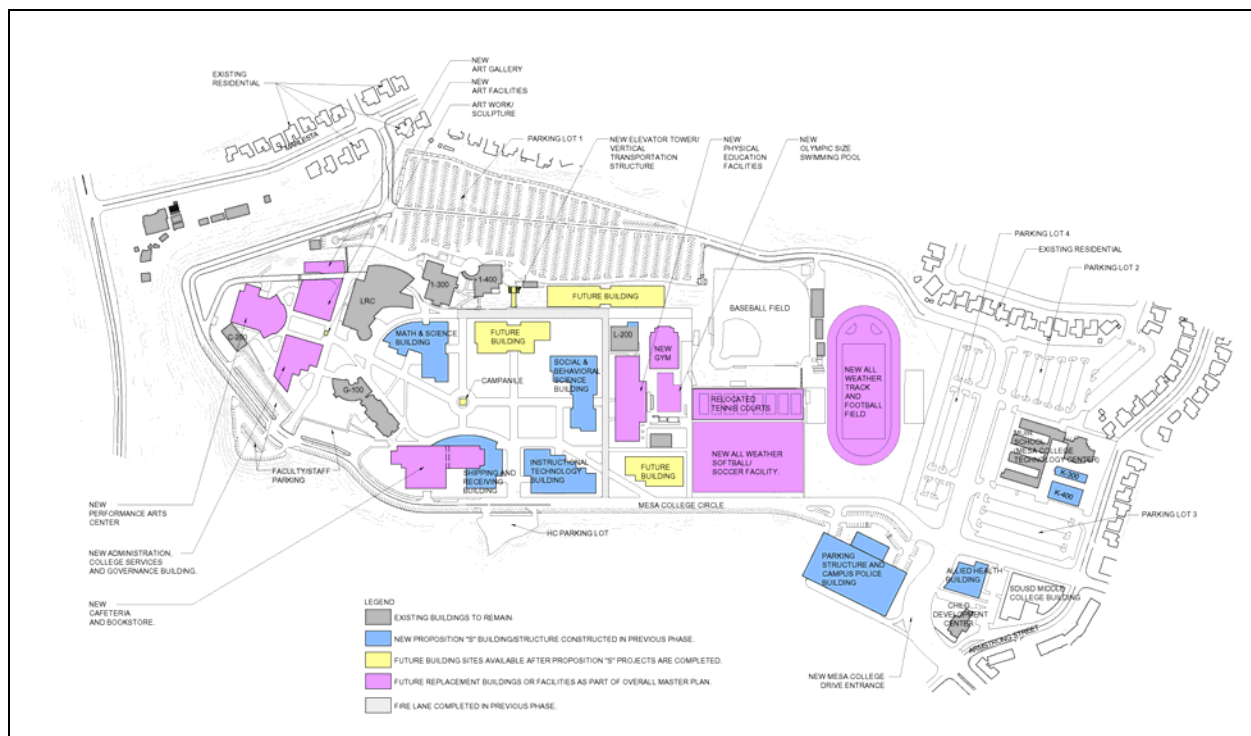 EXISTING
RESIDENTIAL
NEW
ART GALLERY
NEW
ART FACILITIES
ART WORK/
SCULPTURE
PARKING LOT 1
NEW ELEVATOR TOWER/
VERTICAL
TRANSPORTATION
STRUCTURE
NEW
PHYSICAL
EDUCATION
FACILITIES
NEW
OLYMPIC SIZE
SWIMMING POOL
PARKING LOT 4
EXISTING RESIDENTIAL
PARKING LOT 2
LRC
I-300
I-400
FUTURE BUILDING
BASEBALL FIELD
MATH & SCIENCE
BUILDING
FUTURE
BUILDING
L-200
NEW
GYM
SOCIAL &
BEHAVIORAL
SCIENCE BUILDING
G-100
CAMPANILE
RELOCATED
TENNIS COURTS
NEW ALL
WEATHER
TRACK
AND
FOOTBALL
FIELD
NEW ALL WEATHER
SOFTBALL/
SOCCER FACILITY.
MUIR
SCHOOL
(MESA COLLEGE
TECHNOLOGY CENTER)
K-300
K-400
FACULTY/STAFF
PARKING
SHIPPING AND
RECEIVING
BUILDING
INSTRUCTIONAL
TECHNOLOGY
BUILDING
FUTURE
BUILDING
MESA COLLEGE CIRCLE
PARKING LOT 3
NEW
PERFORMANCE ARTS
CENTER
HC PARKING LOT
NEW ADMINISTRATION,
COLLEGE SERVICES
AND GOVERNANCE BUILDING.
PARKING
STRUCTURE AND
CAMPUS POLICE
BUILDING
ALLIED HEALTH
BUILDING
SDUSD MIDDLE
COLLEGE BUILDING
CHILD
DEVELOPMENT
CENTER
ARMSTRONG STREET
NEW
CAFETERIA
AND BOOKSTORE.
NEW MESA COLLEGE
DRIVE ENTRANCE
LEGEND
EXISTING BUILDINGS TO REMAIN.
NEW PROPOSITION "S" BUILDING/STRUCTURE CONSTRUCTED IN PREVIOUS PHASE.
FUTURE BUILDING SITES AVAILABLE AFTER PROPOSITION "S" PROJECTS ARE COMPLETED.
FUTURE REPLACEMENT BUILDINGS OR FACILITIES AS PART OF OVERALL MASTER PLAN.
FIRE LANE COMPLETED IN PREVIOUS PHASE.